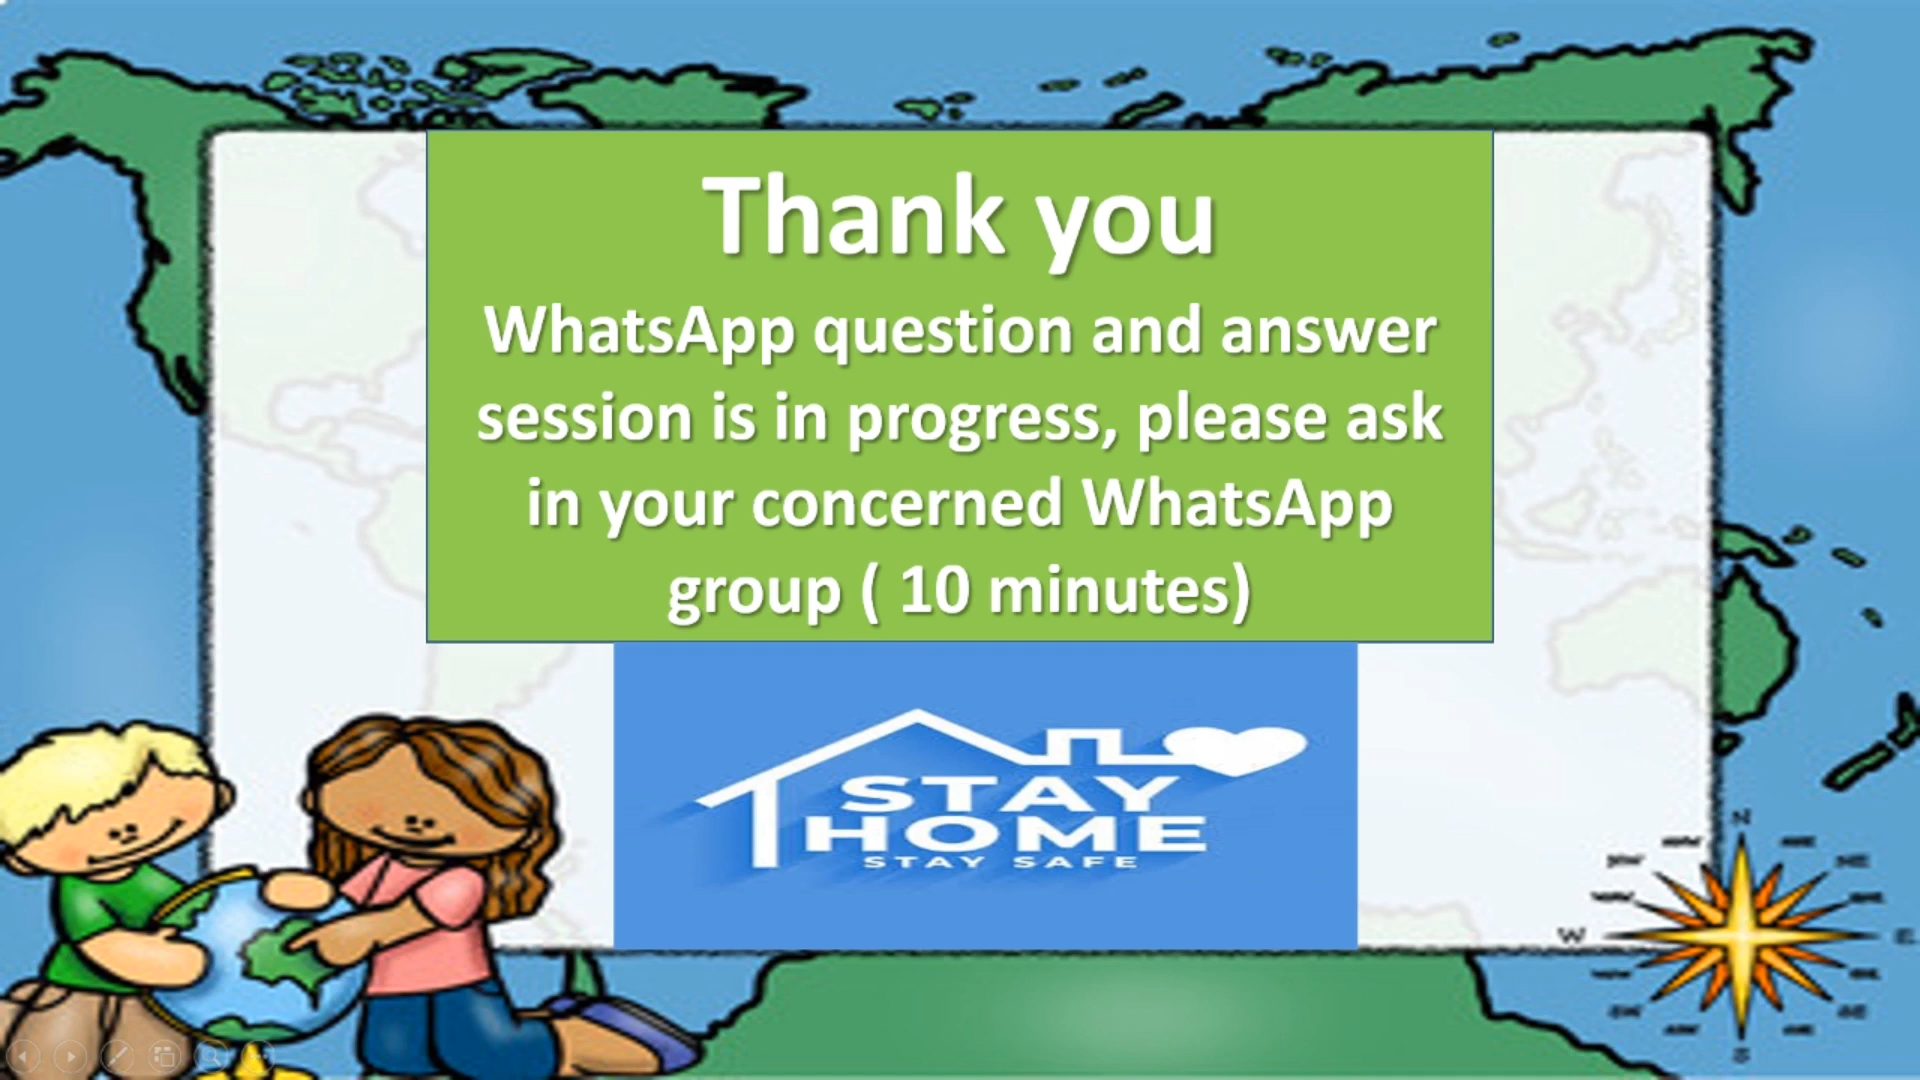 Thank you
WhatsApp question and answer
session is in progress, please ask
in your concerned WhatsApp
group ( 10 minutes)
STAY
HOME
STAY SAFE
N
W
E
S